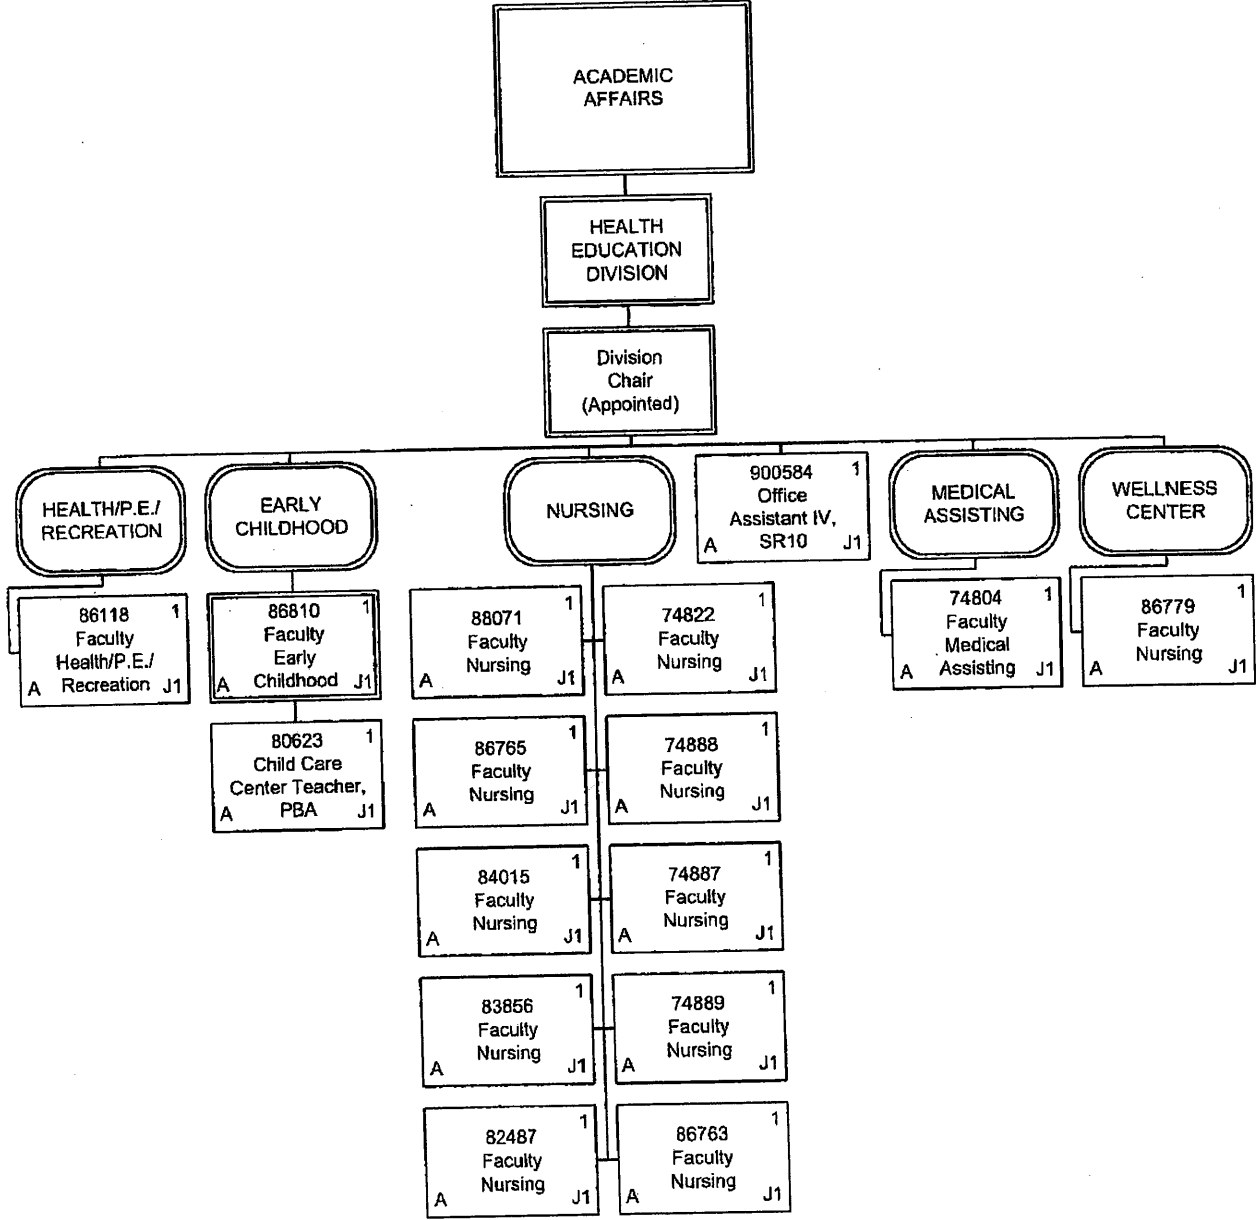 ACADEMIC
AFFAIRS
HEALTH
EDUCATION
DIVISION
Division
Chair
(Appointed)
HEALTH/P.E./
RECREATION
EARLY
CHILDHOOD
NURSING
900584 1
Office
Assistant IV,
A SR10 J1
MEDICAL
ASSISTING
WELLNESS
CENTER
86118 1
Faculty
Health/P.E./
A Recreation J1
86810 1
Faculty
Early
A Childhood J1
80623 1
Child Care
Center Teacher,
A PBA J1
88071 1
Faculty
Nursing
A J1
74822 1
Faculty
Nursing
A J1
86765 1
Faculty
Nursing
A J1
74888 1
Faculty
Nursing
A J1
84015 1
Faculty
Nursing
A J1
74887 1
Faculty
Nursing
A J1
83856 1
Faculty
Nursing
A J1
74889 1
Faculty
Nursing
A J1
82487 1
Faculty
Nursing
A J1
86763 1
Faculty
Nursing
A J1
74804 1
Faculty
Medical
A Assisting J1
86779 1
Faculty
Nursing
A J1